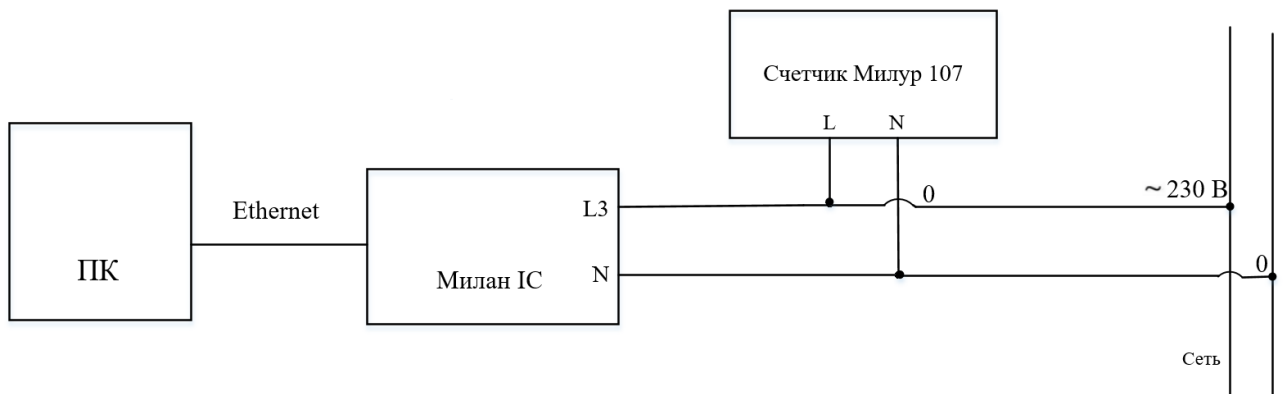 Счетчик Милур 107
L N
0
~ 230 В
Ethernet
L3
ПК
Милан IC
N
0
Сеть